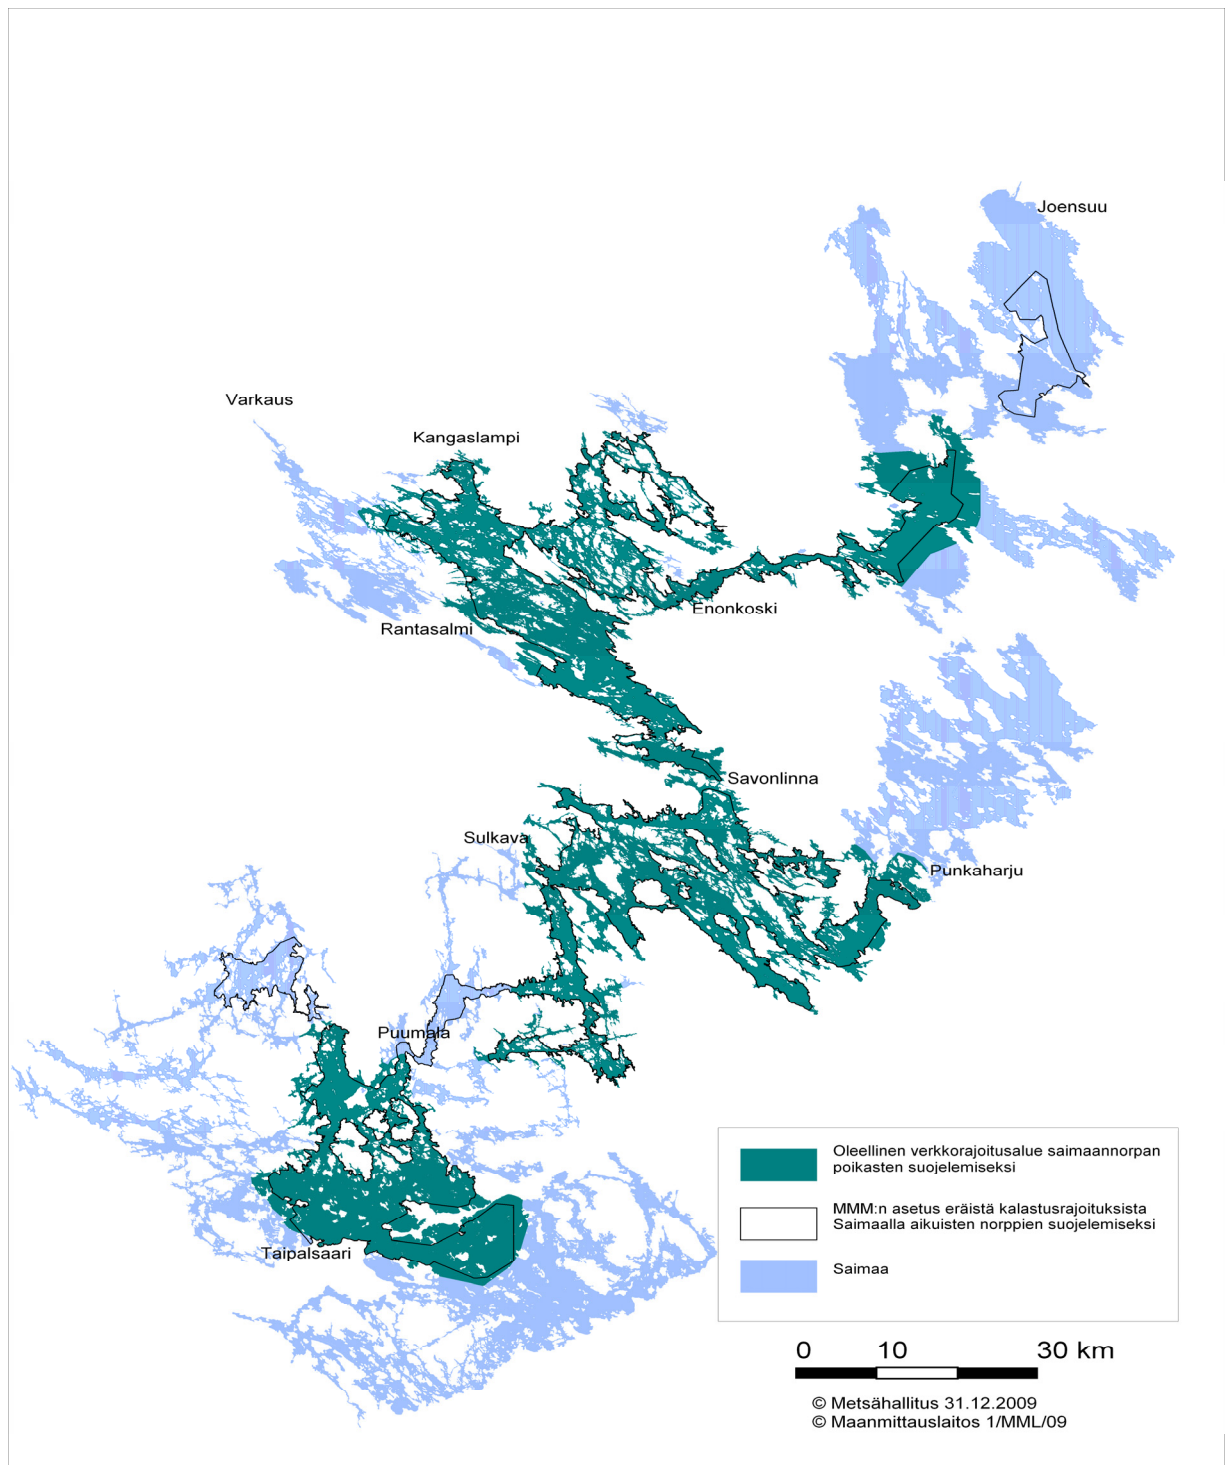 Joensuu
Varkaus
Kangaslampi
Enonkoski
Rantasalmi
Savonlinna
Sulkava
Punkaharju
Puumala
Taipalsaari
Oleellinen verkkorajoitusalue saimaannorpan
poikasten suojelemiseksi
MMM:n asetus eräistä kalastusrajoituksista
Saimaalla aikuisten norppien suojelemiseksi
Saimaa
0 10 30 km
© Metsähallitus 31.12.2009
© Maanmittauslaitos 1/MML/09